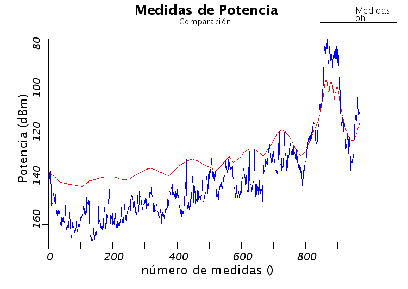 Medidas de Potencia
Comparación
Medidas
oh
80
100
120
140
160
Potencia (dBm)
0
200
400
600
800
número de medidas ()